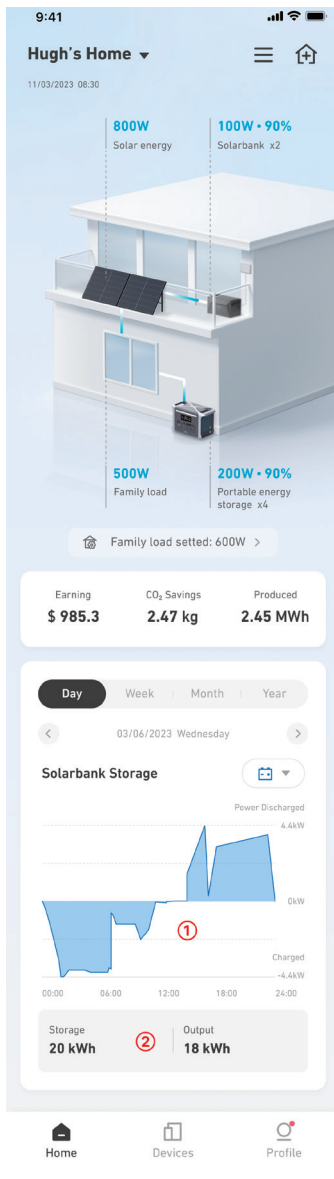 9:41
Hugh's Home
11/03/2023 08:30
800W
Solar energy
100W • 90%
Solarbank x2
500W
Family load
200W • 90%
Portable energy
storage x4
Family load setted: 600W >
Earning
$ 985.3
CO₂ Savings
2.47 kg
Produced
2.45 MWh
Day
Week
Month
Year
< 03/06/2023 Wednesday >
Solarbank Storage
Power Discharged
4.4kW
0kW
①
Charged
-4.4kW
00:00
06:00
12:00
18:00
24:00
Storage
20 kWh
②
Output
18 kWh
Home
Devices
Profile